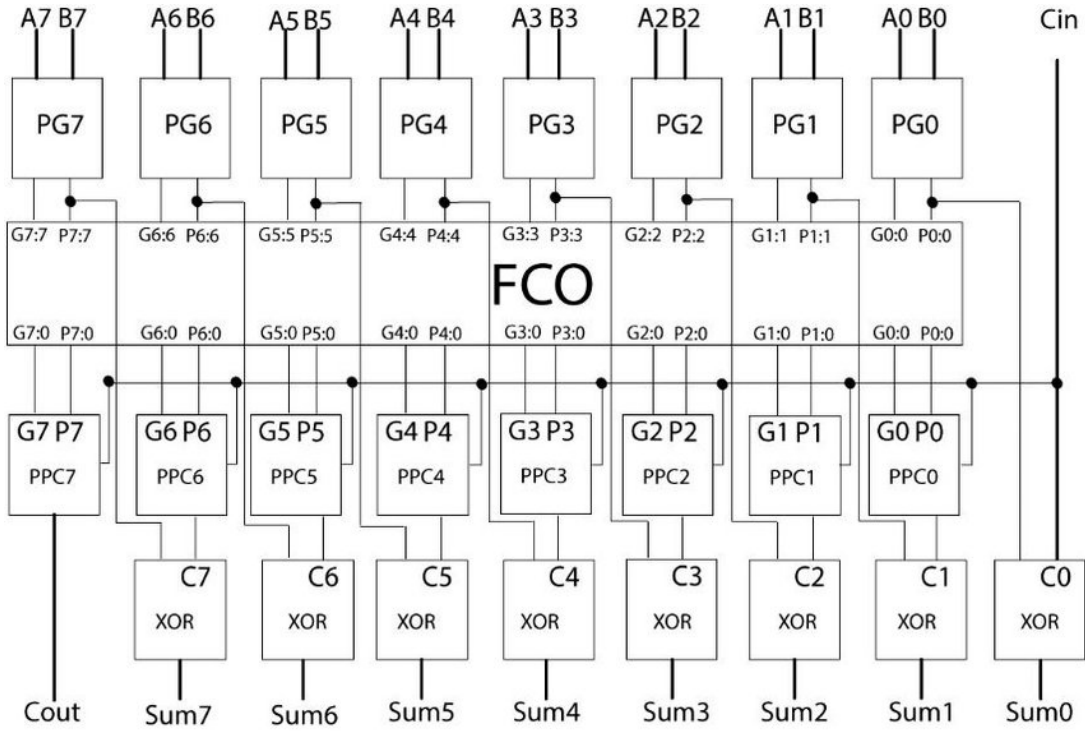 A7 B7 A6 B6 A5 B5 A4 B4 A3 B3 A2 B2 A1 B1 A0 B0 Cin
PG7 PG6 PG5 PG4 PG3 PG2 PG1 PG0
G7:7 P7:7 G6:6 P6:6 G5:5 P5:5 G4:4 P4:4 G3:3 P3:3 G2:2 P2:2 G1:1 P1:1 G0:0 P0:0
FCO
G7:0 P7:0 G6:0 P6:0 G5:0 P5:0 G4:0 P4:0 G3:0 P3:0 G2:0 P2:0 G1:0 P1:0 G0:0 P0:0
G7 P7 G6 P6 G5 P5 G4 P4 G3 P3 G2 P2 G1 P1 G0 P0
PPC7 PPC6 PPC5 PPC4 PPC3 PPC2 PPC1 PPC0
C7 C6 C5 C4 C3 C2 C1 C0
XOR XOR XOR XOR XOR XOR XOR XOR
Cout Sum7 Sum6 Sum5 Sum4 Sum3 Sum2 Sum1 Sum0